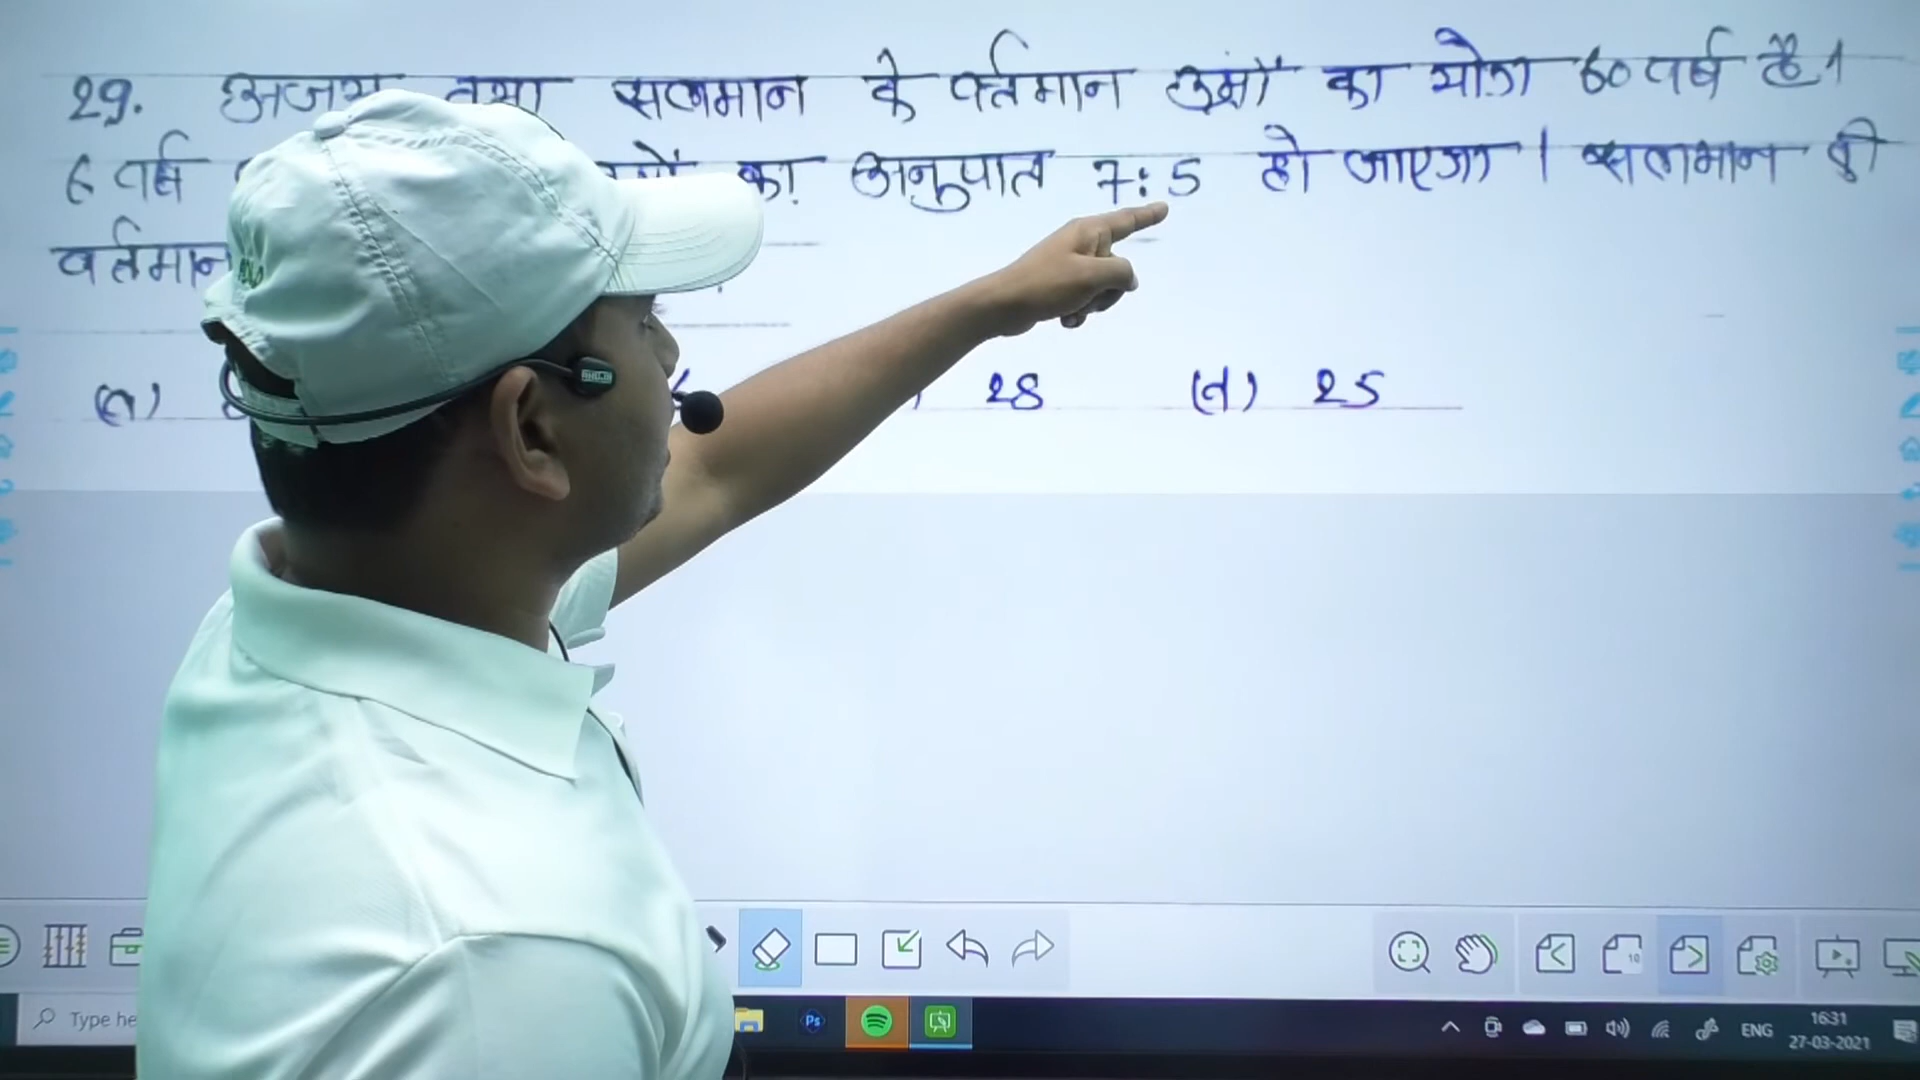 29. अजय तथा सलमान के वर्तमान उम्रों का योग 60 वर्ष है।
6 वर्ष का अनुपात 7:5 हो जाएगा। सलमान की
वर्तमान
28 (द) 25
Type he
Ps
ENG
16:31
27-03-2021